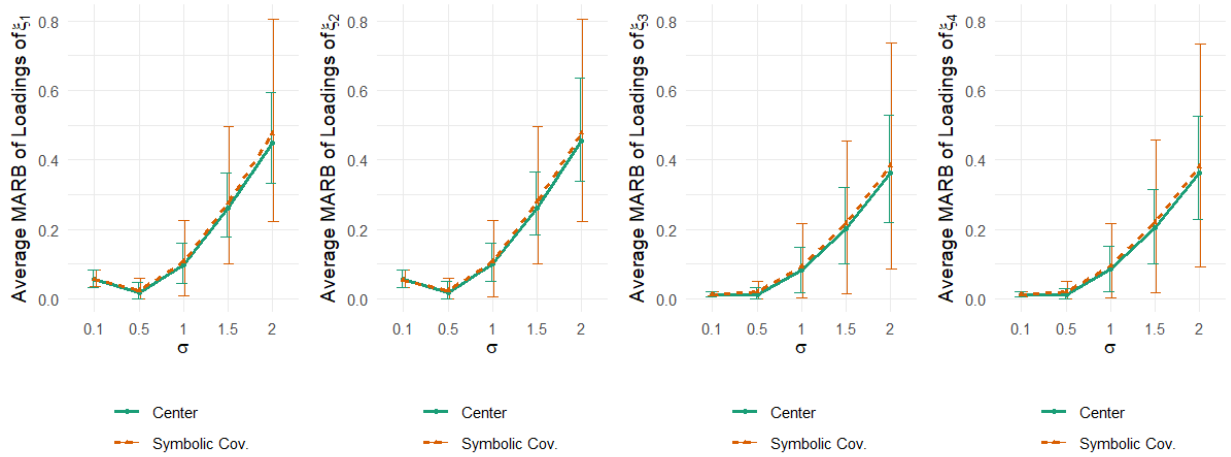 Average MARB of Loadings of ξ1
0.8
0.6
0.4
0.2
0.0
0.1 0.5 1 1.5 2
σ
Center
Symbolic Cov.
Average MARB of Loadings of ξ2
0.8
0.6
0.4
0.2
0.0
0.1 0.5 1 1.5 2
σ
Center
Symbolic Cov.
Average MARB of Loadings of ξ3
0.8
0.6
0.4
0.2
0.0
0.1 0.5 1 1.5 2
σ
Center
Symbolic Cov.
Average MARB of Loadings of ξ4
0.8
0.6
0.4
0.2
0.0
0.1 0.5 1 1.5 2
σ
Center
Symbolic Cov.